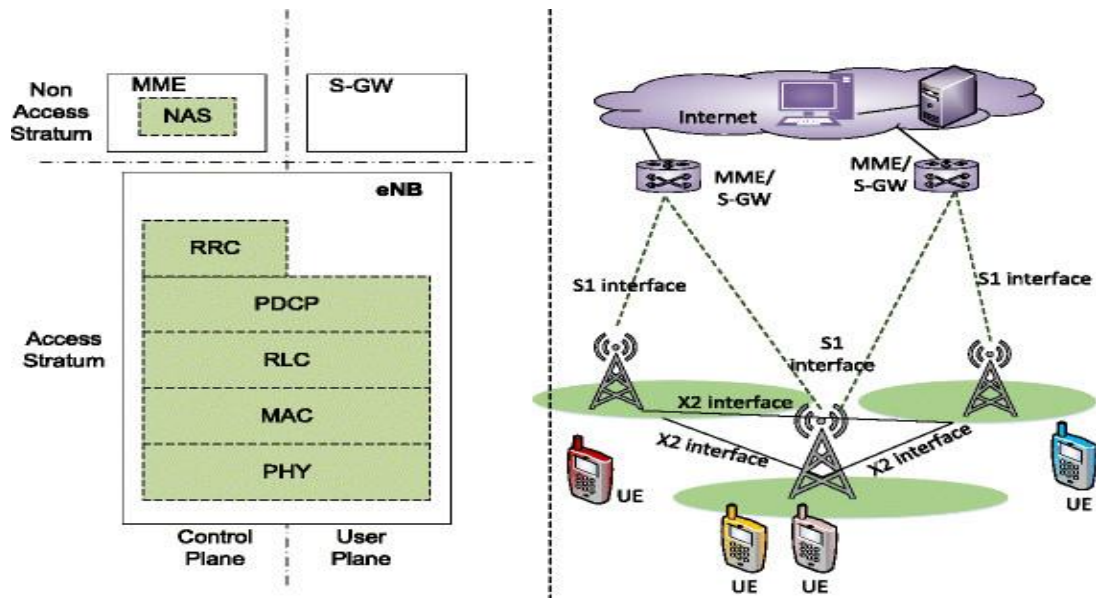 Non
Access
Stratum
MME
NAS
S-GW
eNB
RRC
PDCP
RLC
MAC
PHY
Access
Stratum
Control
Plane
User
Plane
Internet
MME/
S-GW
MME/
S-GW
S1 interface
S1 interface
S1
interface
X2 interface
X2 interface
X2 interface
UE
UE
UE
UE